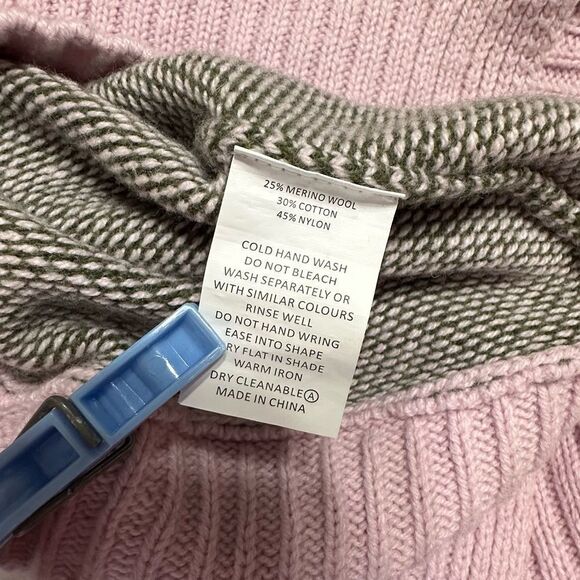 25% MERINO WOOL
30% COTTON
45% NYLON
COLD HAND WASH
DO NOT BLEACH
WASH SEPARATELY OR
WITH SIMILAR COLOURS
RINSE WELL
DO NOT HAND WRING
EASE INTO SHAPE
RY FLAT IN SHADE
WARM IRON
DRY CLEANABLE Ⓐ
MADE IN CHINA